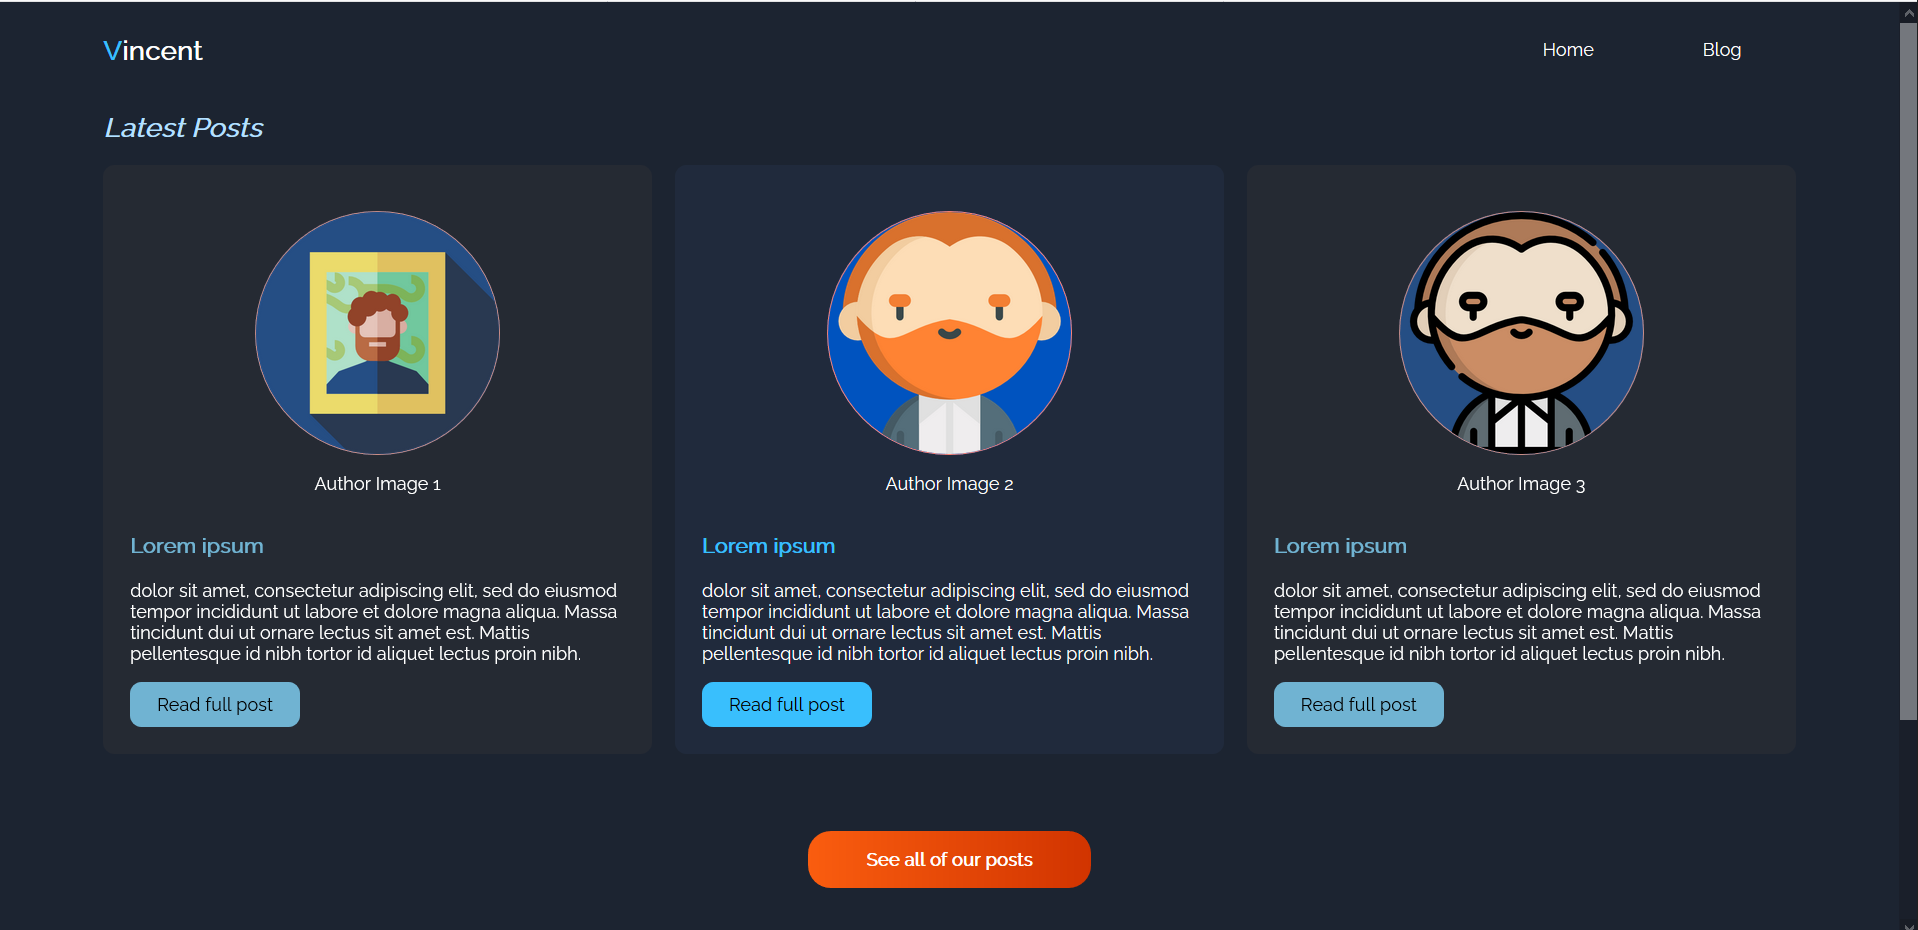 Vincent
Home
Blog
Latest Posts
Author Image 1
Lorem ipsum
dolor sit amet, consectetur adipiscing elit, sed do eiusmod
tempor incididunt ut labore et dolore magna aliqua. Massa
tincidunt dui ut ornare lectus sit amet est. Mattis
pellentesque id nibh tortor id aliquet lectus proin nibh.
Read full post
Author Image 2
Lorem ipsum
dolor sit amet, consectetur adipiscing elit, sed do eiusmod
tempor incididunt ut labore et dolore magna aliqua. Massa
tincidunt dui ut ornare lectus sit amet est. Mattis
pellentesque id nibh tortor id aliquet lectus proin nibh.
Read full post
Author Image 3
Lorem ipsum
dolor sit amet, consectetur adipiscing elit, sed do eiusmod
tempor incididunt ut labore et dolore magna aliqua. Massa
tincidunt dui ut ornare lectus sit amet est. Mattis
pellentesque id nibh tortor id aliquet lectus proin nibh.
Read full post
See all of our posts